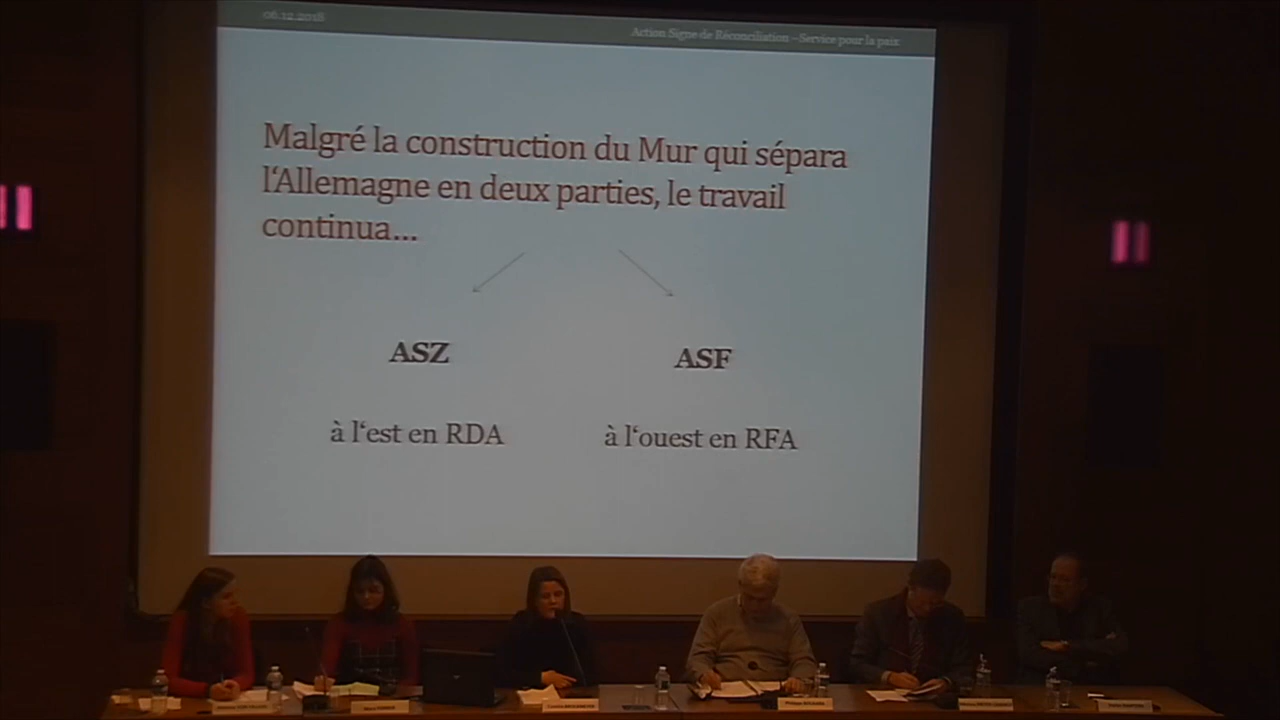 06.12.2018
Action Signe de Réconciliation – Service pour la paix
Malgré la construction du Mur qui sépara
l‘Allemagne en deux parties, le travail
continua...
ASZ
ASF
à l‘est en RDA
à l‘ouest en RFA